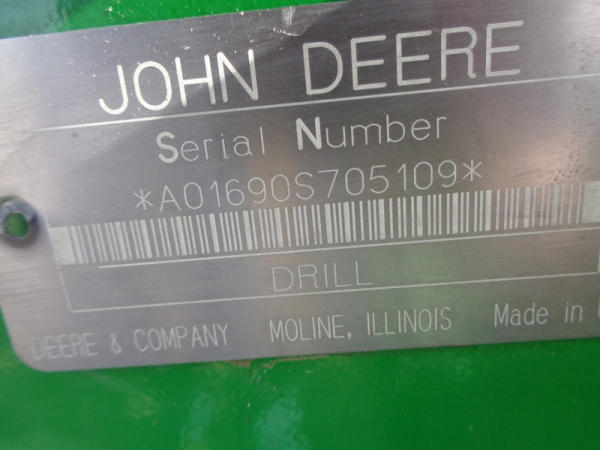 JOHN DEERE
Serial Number
*A01690S705109*
DRILL
DEERE & COMPANY MOLINE, ILLINOIS Made in